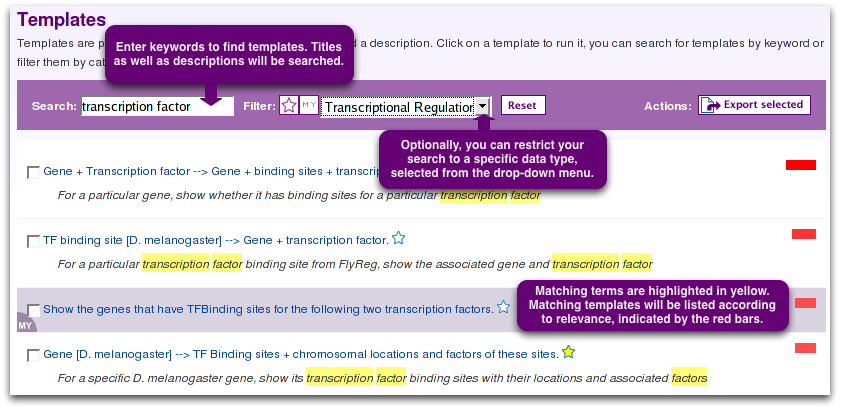 Templates
Templates are p
d a description. Click on a template to run it, you can search for templates by keyword or
filter them by cat
Enter keywords to find templates. Titles
as well as descriptions will be searched.
Search: transcription factor Filter: MY Transcriptional Regulation Reset Actions: Export selected
Optionally, you can restrict your
search to a specific data type,
selected from the drop-down menu.
Gene + Transcription factor --> Gene + binding sites + transcrip
For a particular gene, show whether it has binding sites for a particular transcription factor
TF binding site [D. melanogaster] --> Gene + transcription factor.
For a particular transcription factor binding site from FlyReg, show the associated gene and transcription factor
Matching terms are highlighted in yellow.
Matching templates will be listed according
to relevance, indicated by the red bars.
Show the genes that have TFBinding sites for the following two transcription factors.
MY
Gene [D. melanogaster] --> TF Binding sites + chromosomal locations and factors of these sites.
For a specific D. melanogaster gene, show its transcription factor binding sites with their locations and associated factors